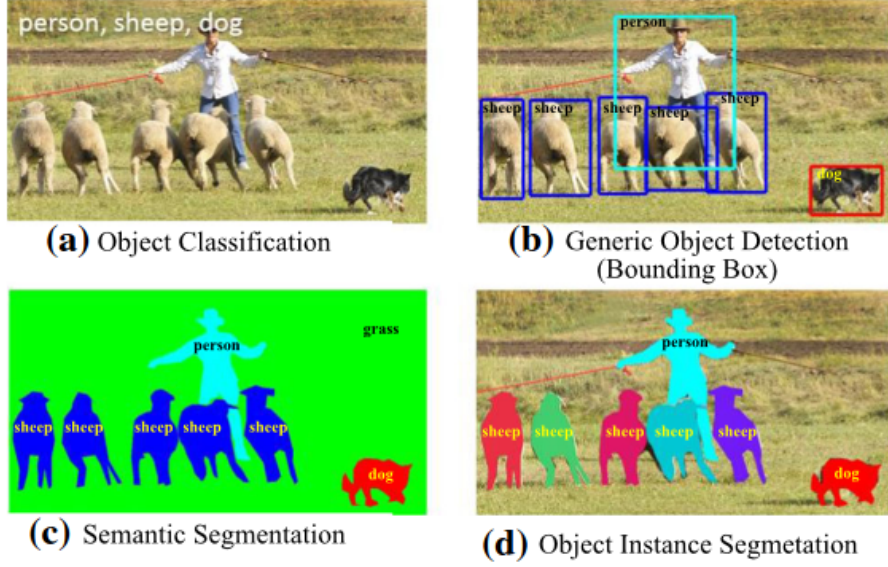 person, sheep, dog
(a) Object Classification
person
sheep
sheep
sheep
sheep
sheep
dog
(b) Generic Object Detection
(Bounding Box)
grass
person
sheep
sheep
sheep
sheep
sheep
dog
(c) Semantic Segmentation
person
sheep
sheep
sheep
sheep
sheep
dog
(d) Object Instance Segmetation